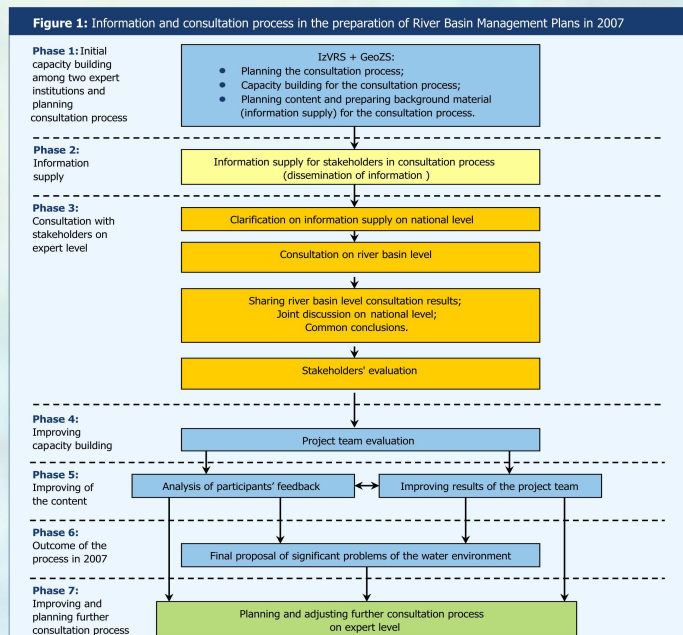 Figure 1: Information and consultation process in the preparation of River Basin Management Plans in 2007
Phase 1: Initial
capacity building
among two expert
institutions and
planning
consultation process
IzVRS + GeoZS:
● Planning the consultation process;
● Capacity building for the consultation process;
● Planning content and preparing background material
(information supply) for the consultation process.
Phase 2:
Information
supply
Information supply for stakeholders in consultation process
(dissemination of information )
Phase 3:
Consultation with
stakeholders on
expert level
Clarification on information supply on national level
Consultation on river basin level
Sharing river basin level consultation results;
Joint discussion on national level;
Common conclusions.
Stakeholders' evaluation
Phase 4:
Improving
capacity building
Project team evaluation
Phase 5:
Improving of
the content
Analysis of participants' feedback
Improving results of the project team
Phase 6:
Outcome of the
process in 2007
Final proposal of significant problems of the water environment
Phase 7:
Improving and
planning further
consultation process
Planning and adjusting further consultation process
on expert level